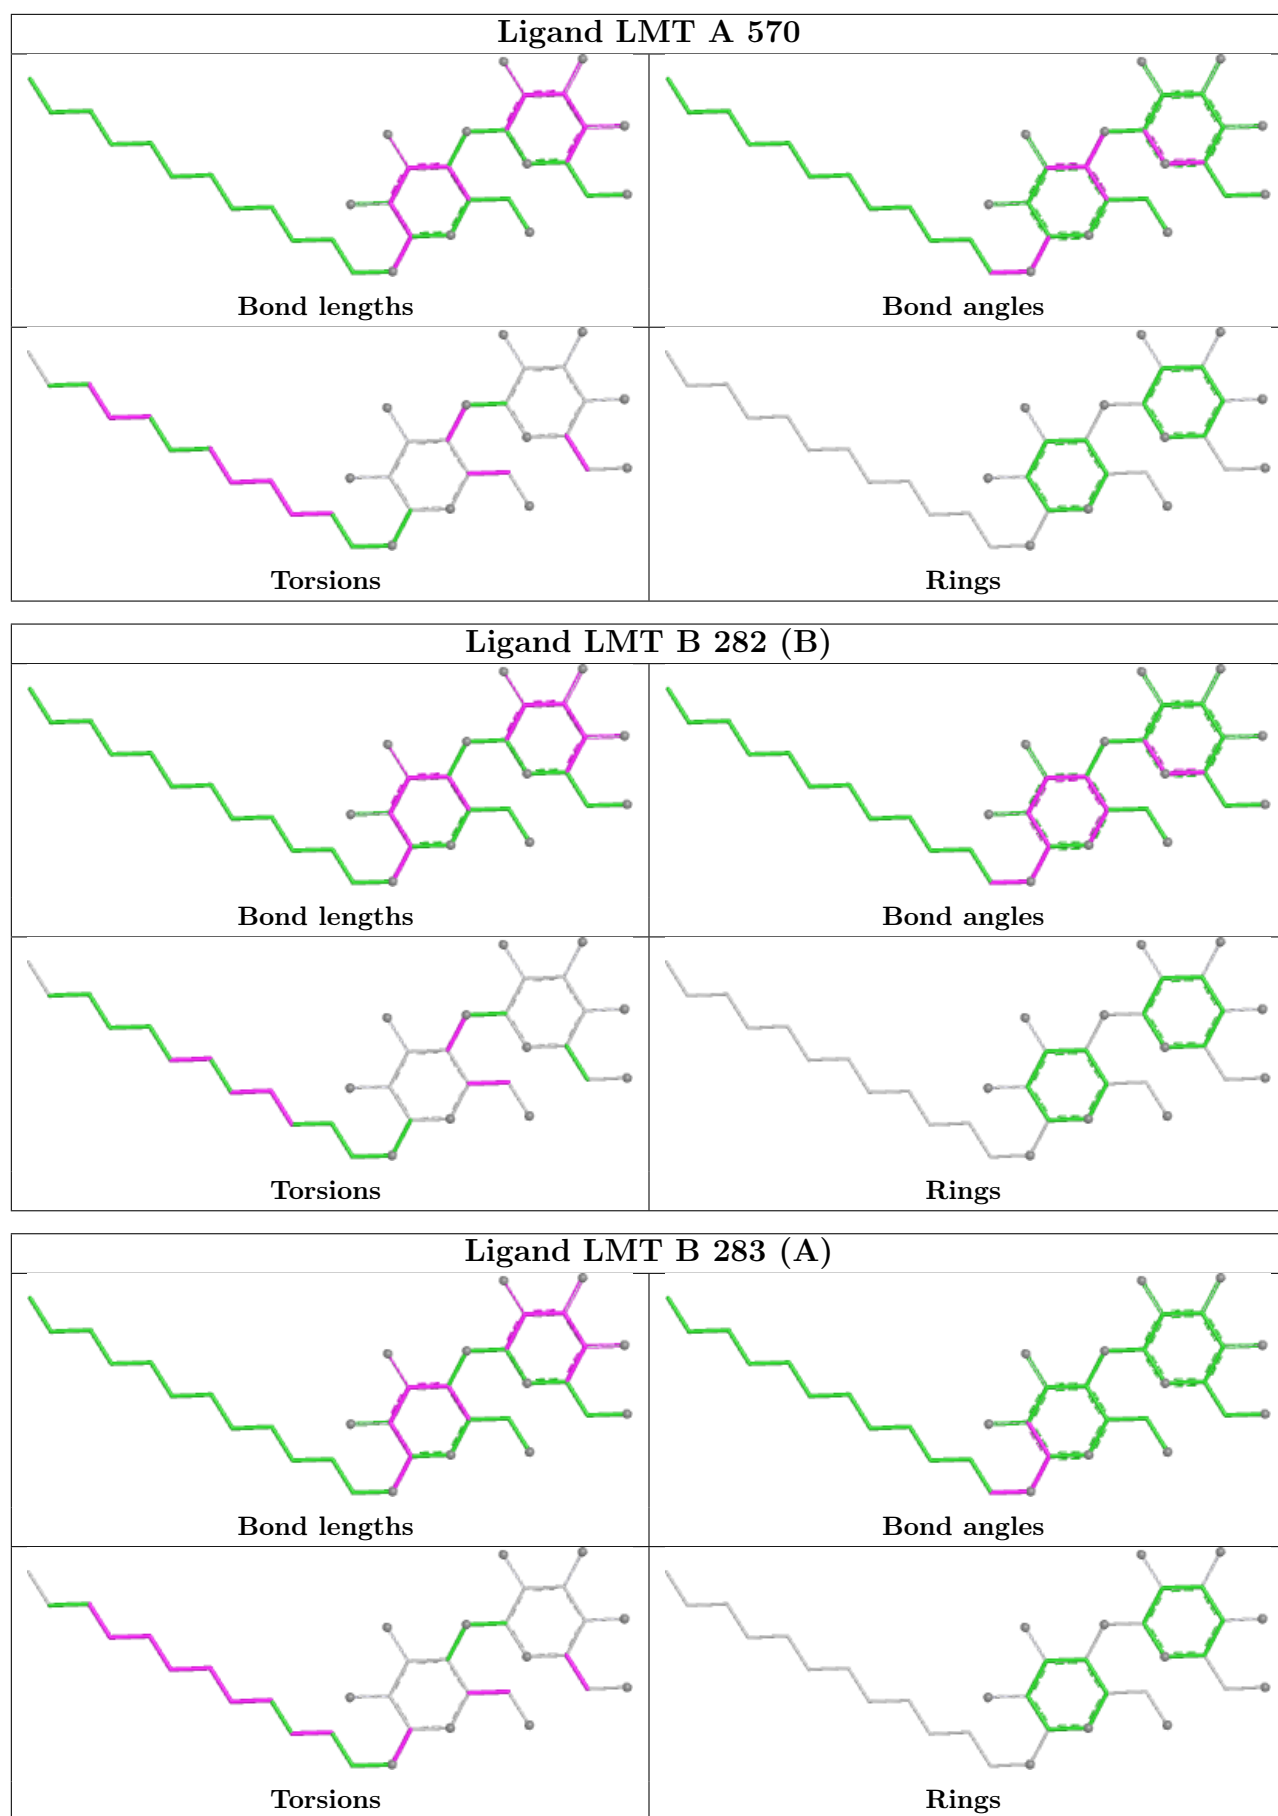 Ligand LMT A 570
Bond lengths
Bond angles
Torsions
Rings
Ligand LMT B 282 (B)
Bond lengths
Bond angles
Torsions
Rings
Ligand LMT B 283 (A)
Bond lengths
Bond angles
Torsions
Rings